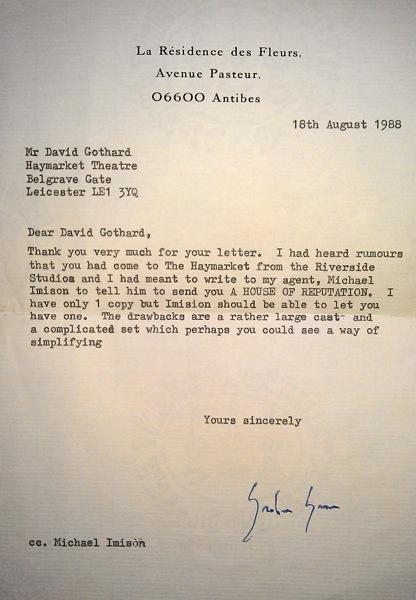 La Résidence des Fleurs,
Avenue Pasteur,
06600 Antibes
18th August 1988
Mr David Gothard
Haymarket Theatre
Belgrave Gate
Leicester LE1 3YQ
Dear David Gothard,
Thank you very much for your letter. I had heard rumours
that you had come to The Haymarket from the Riverside
Studios and I had meant to write to my agent, Michael
Imison to tell him to send you A HOUSE OF REPUTATION. I
have only 1 copy but Imision should be able to let you
have one. The drawbacks are a rather large cast- and
a complicated set which perhaps you could see a way of
simplifying
Yours sincerely
Graham Greene
cc. Michael Imison